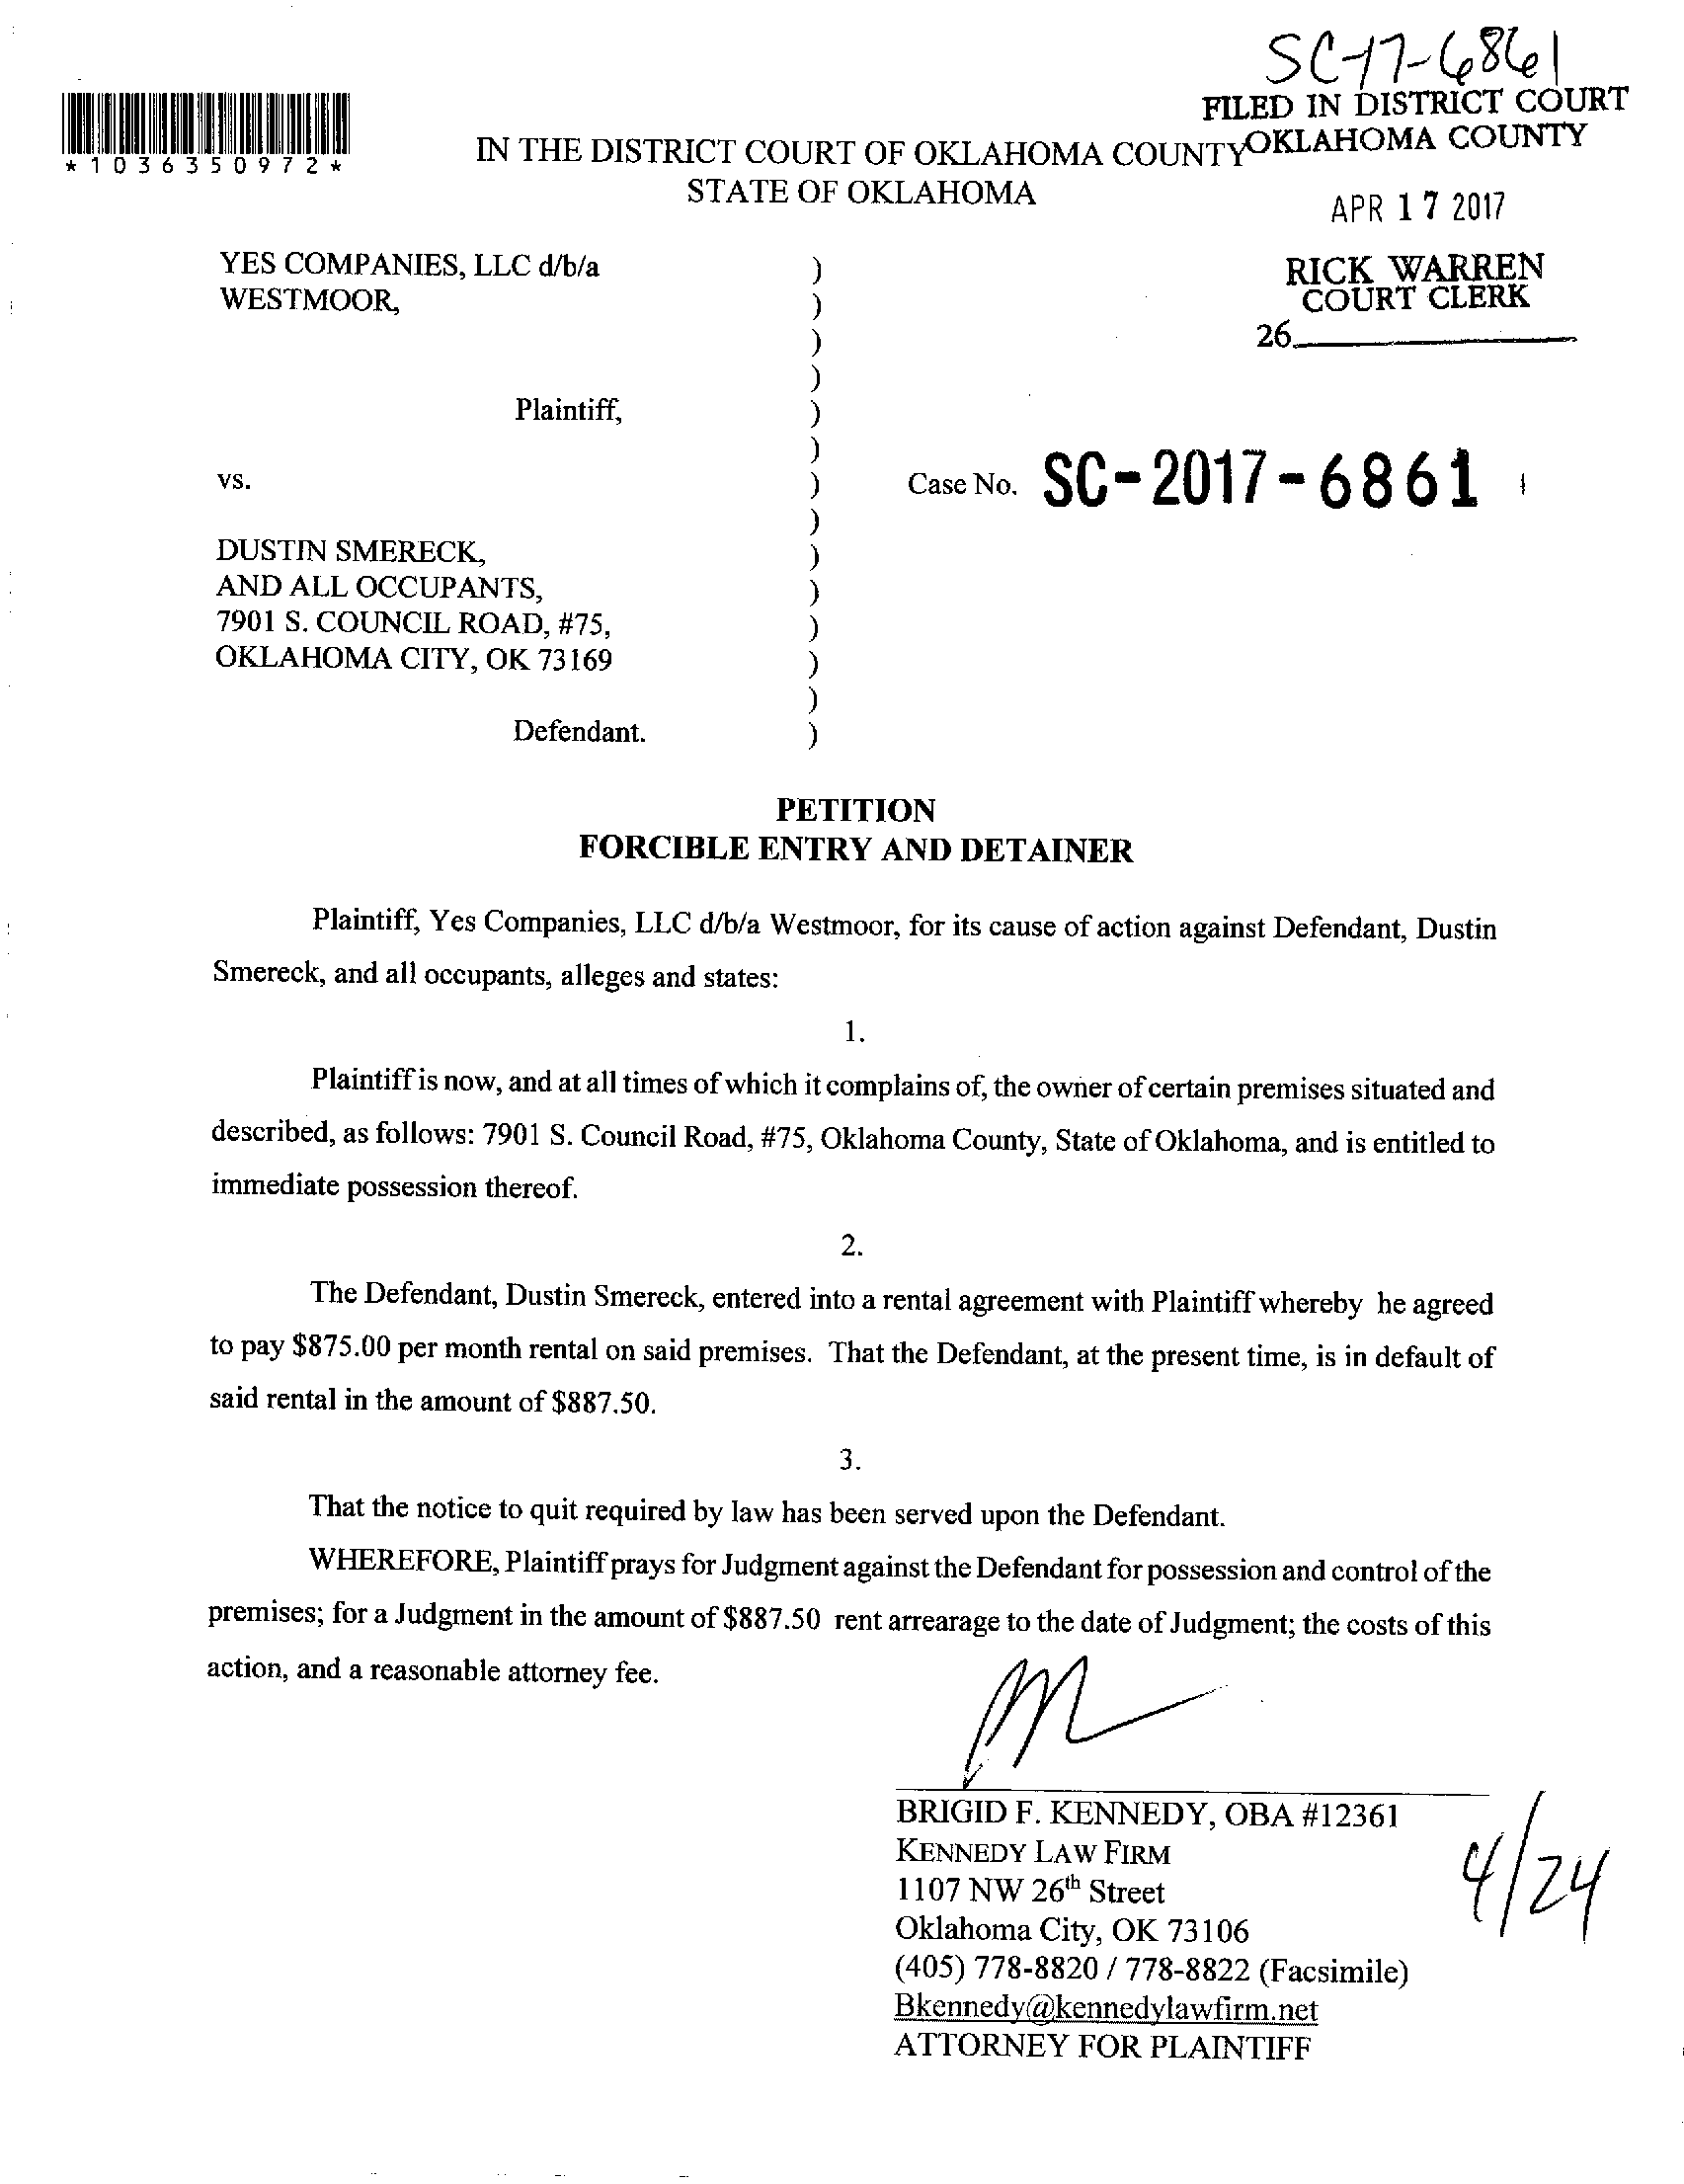 SC-17-6861
FILED IN DISTRICT COURT
OKLAHOMA COUNTY
*1036350972*
IN THE DISTRICT COURT OF OKLAHOMA COUNTY
STATE OF OKLAHOMA
APR 17 2017
RICK WARREN
COURT CLERK
26
YES COMPANIES, LLC d/b/a )
WESTMOOR, )
)
)
Plaintiff, )
)
vs. ) Case No. SC-2017-6861
)
DUSTIN SMERECK, )
AND ALL OCCUPANTS, )
7901 S. COUNCIL ROAD, #75, )
OKLAHOMA CITY, OK 73169 )
)
Defendant. )
PETITION
FORCIBLE ENTRY AND DETAINER
Plaintiff, Yes Companies, LLC d/b/a Westmoor, for its cause of action against Defendant, Dustin
Smereck, and all occupants, alleges and states:
1.
Plaintiff is now, and at all times of which it complains of, the owner of certain premises situated and
described, as follows: 7901 S. Council Road, #75, Oklahoma County, State of Oklahoma, and is entitled to
immediate possession thereof.
2.
The Defendant, Dustin Smereck, entered into a rental agreement with Plaintiff whereby he agreed
to pay $875.00 per month rental on said premises. That the Defendant, at the present time, is in default of
said rental in the amount of $887.50.
3.
That the notice to quit required by law has been served upon the Defendant.
WHEREFORE, Plaintiff prays for Judgment against the Defendant for possession and control of the
premises; for a Judgment in the amount of $887.50 rent arrearage to the date of Judgment; the costs of this
action, and a reasonable attorney fee.
BRIGID F. KENNEDY, OBA #12361
KENNEDY LAW FIRM
1107 NW 26th Street
Oklahoma City, OK 73106
(405) 778-8820 / 778-8822 (Facsimile)
Bkennedy@kennedylawfirm.net
ATTORNEY FOR PLAINTIFF
4/24